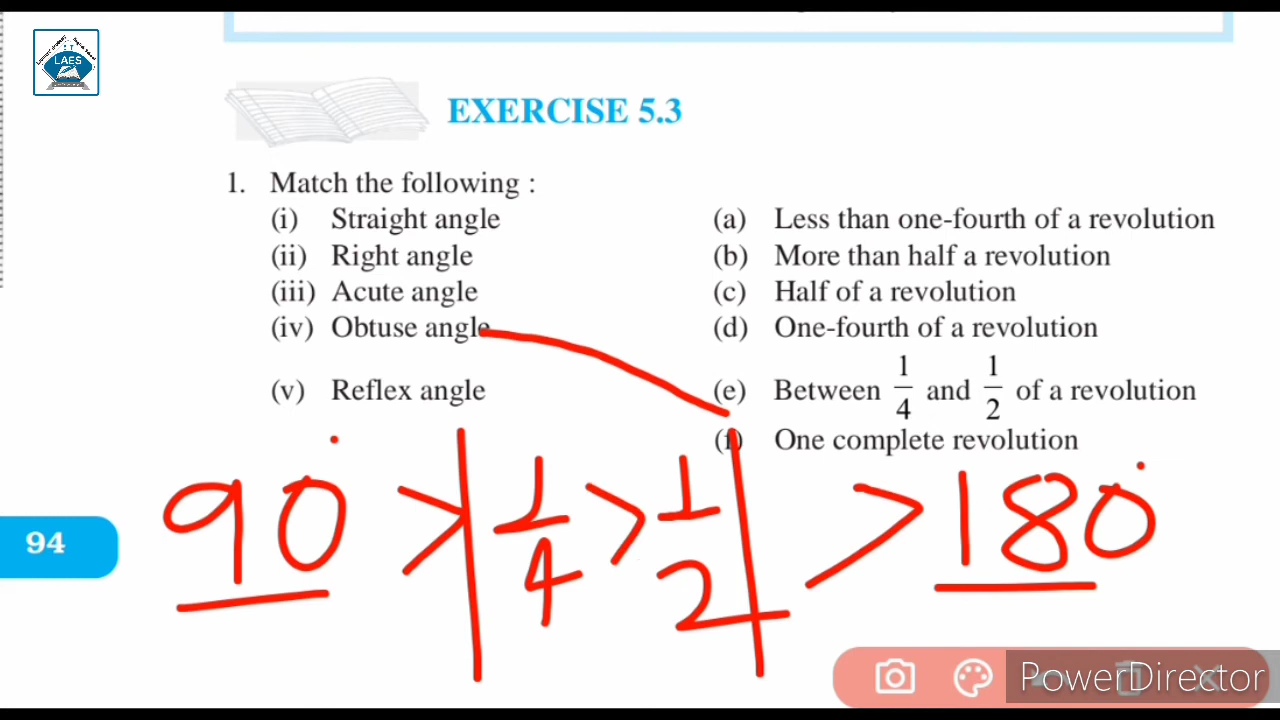 LAES
EXERCISE 5.3
1. Match the following :
(i) Straight angle (a) Less than one-fourth of a revolution
(ii) Right angle (b) More than half a revolution
(iii) Acute angle (c) Half of a revolution
(iv) Obtuse angle (d) One-fourth of a revolution
(v) Reflex angle (e) Between 1/4 and 1/2 of a revolution
(f) One complete revolution
90° > 1/4 > 1/2 > 180°
94
PowerDirector